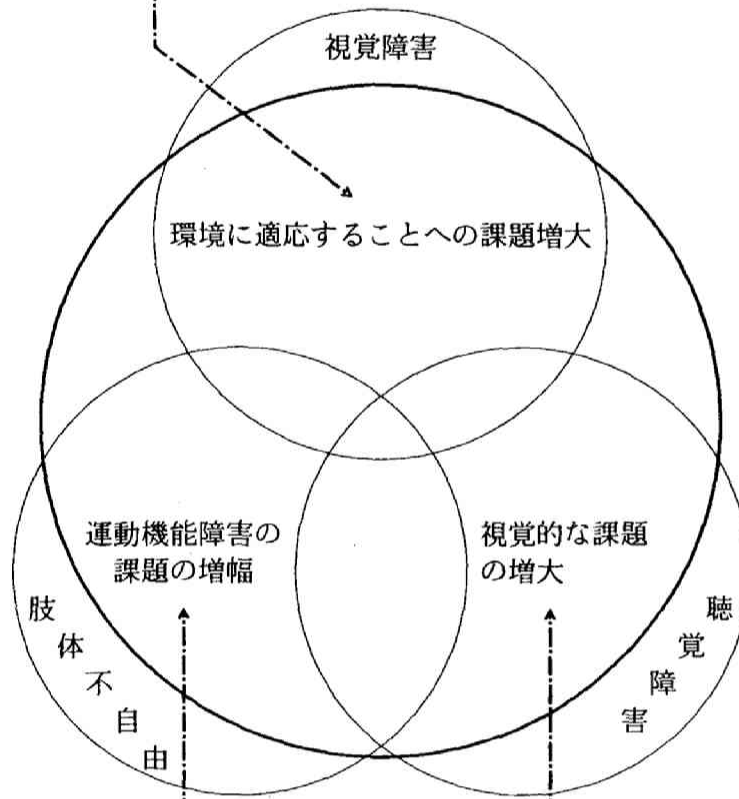 視覚障害
環境に適応することへの課題増大
運動機能障害の
課題の増幅
視覚的な課題
の増大
肢体不自由
聴覚障害